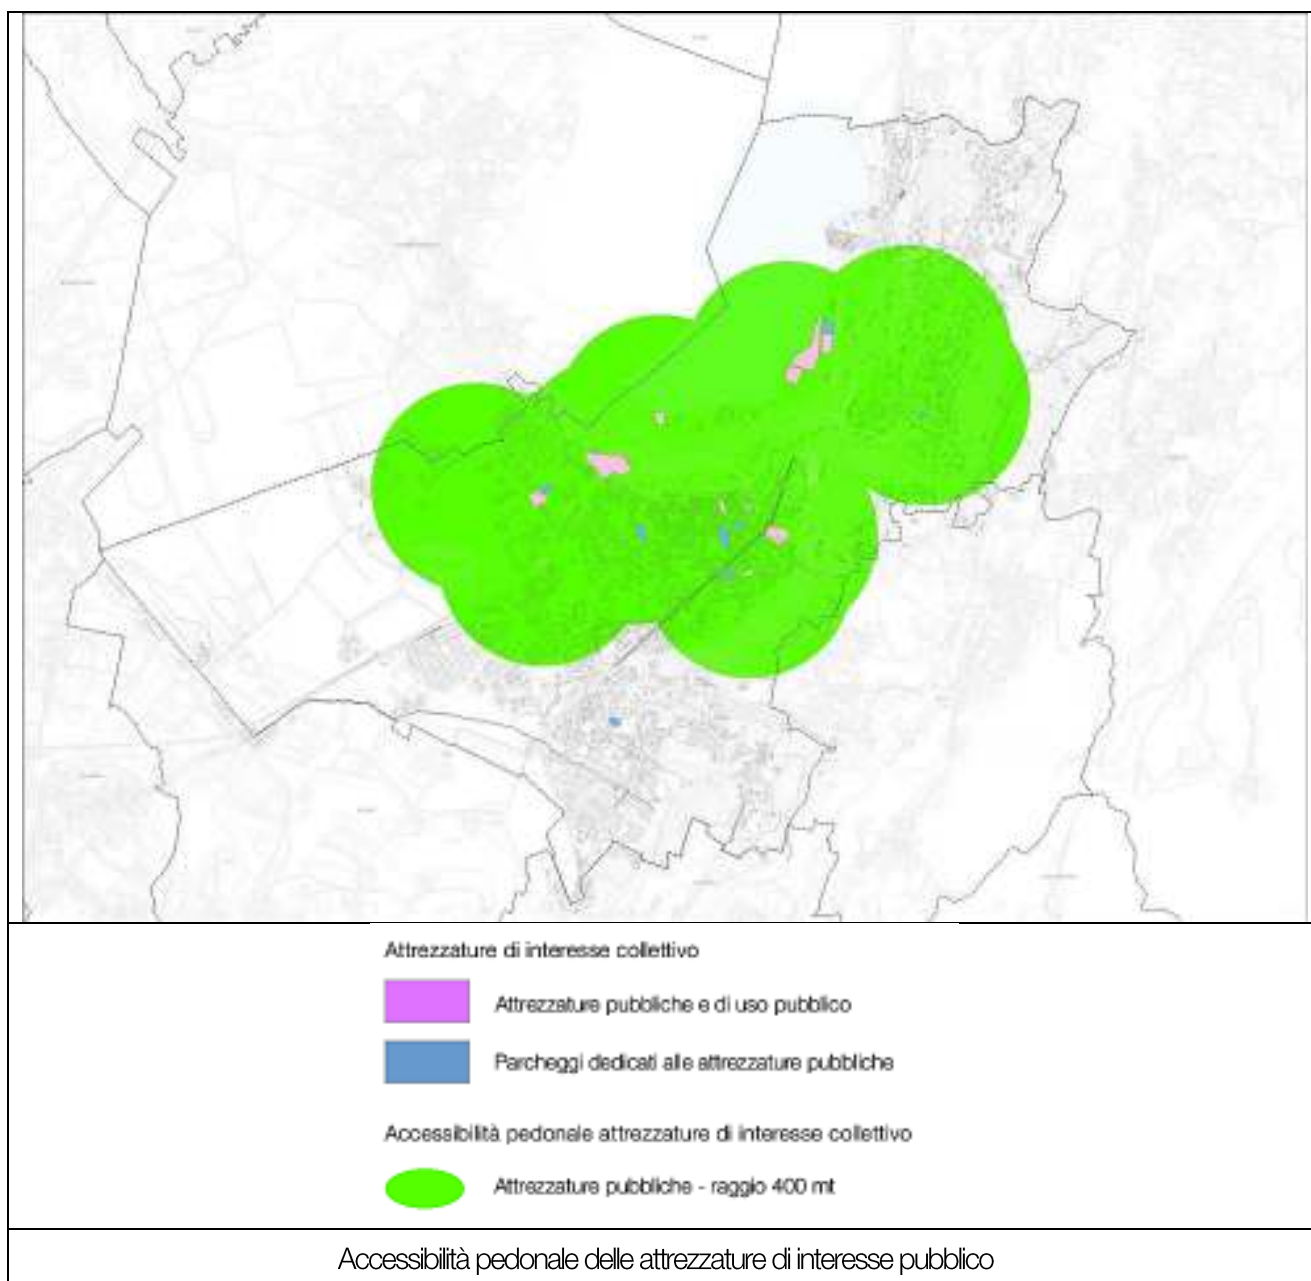 Attrezzature di interesse collettivo
Attrezzature pubbliche e di uso pubblico
Parcheggi dedicati alle attrezzature pubbliche
Accessibilità pedonale attrezzature di interesse collettivo
Attrezzature pubbliche - raggio 400 mt
Accessibilità pedonale delle attrezzature di interesse pubblico